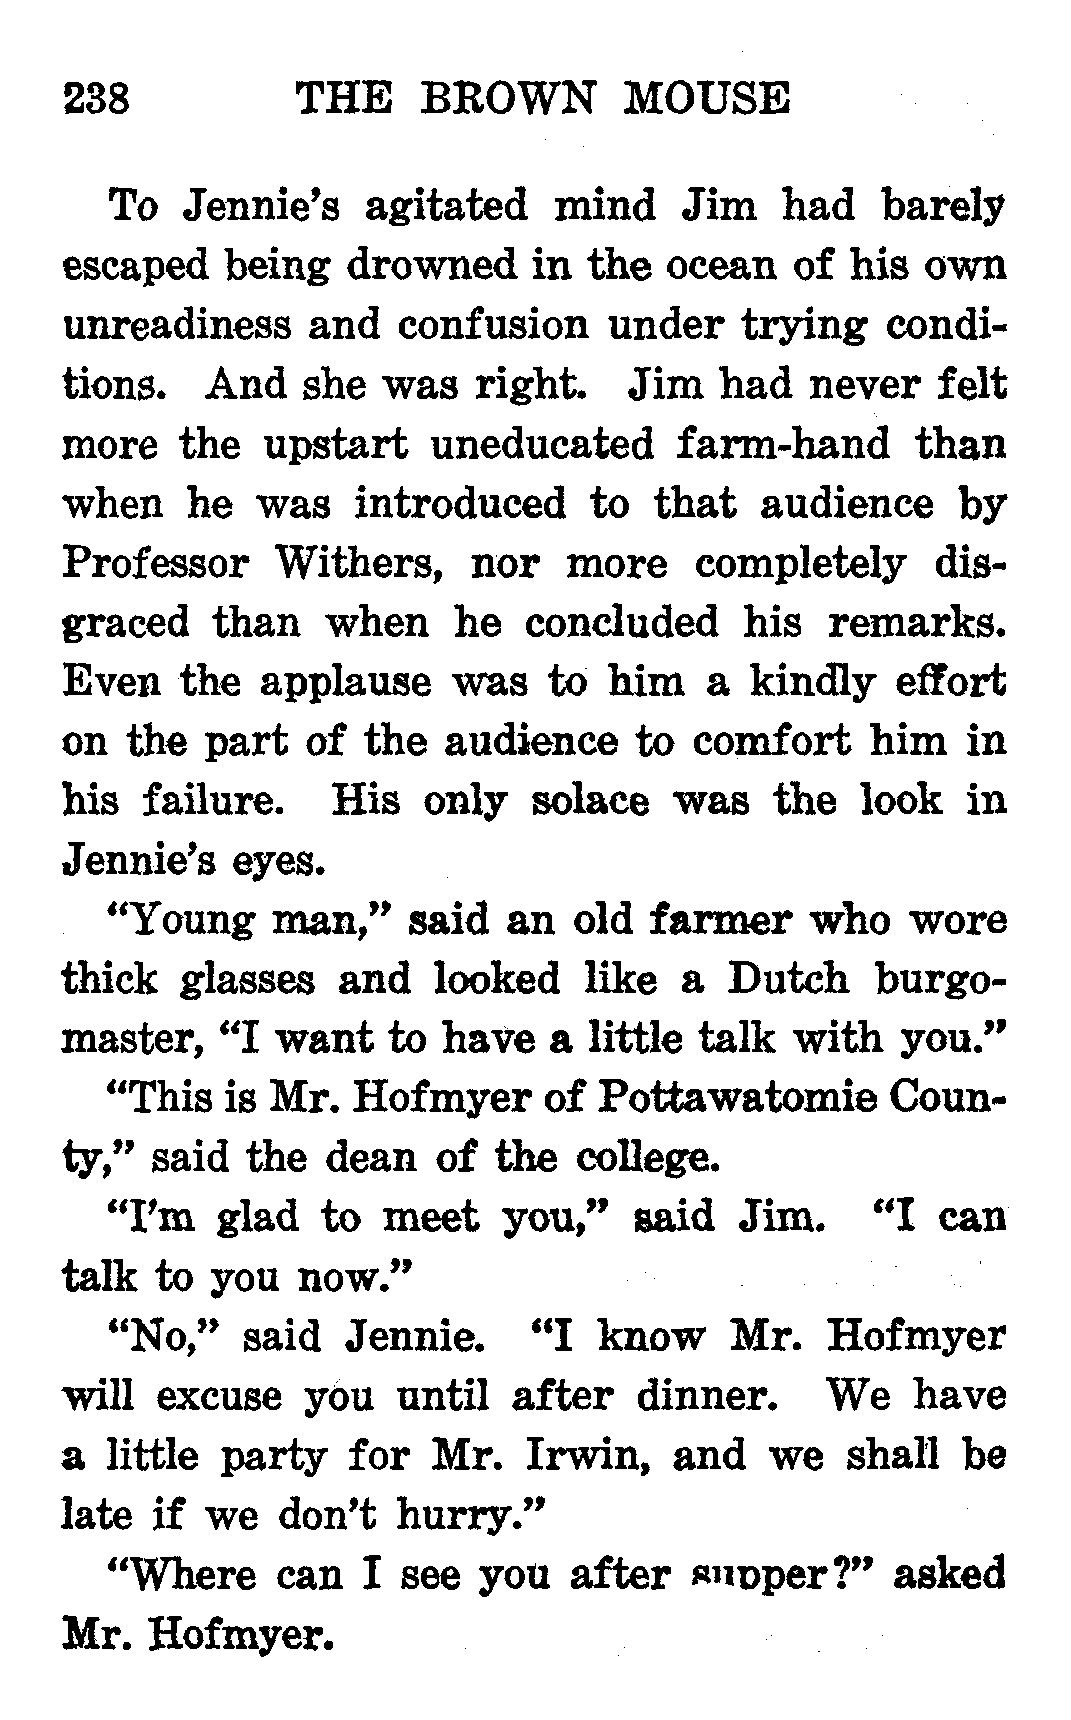 238 THE BROWN MOUSE
To Jennie's agitated mind Jim had barely
escaped being drowned in the ocean of his own
unreadiness and confusion under trying condi-
tions. And she was right. Jim had never felt
more the upstart uneducated farm-hand than
when he was introduced to that audience by
Professor Withers, nor more completely dis-
graced than when he concluded his remarks.
Even the applause was to him a kindly effort
on the part of the audience to comfort him in
his failure. His only solace was the look in
Jennie's eyes.
“Young man,” said an old farmer who wore
thick glasses and looked like a Dutch burgo-
master, “I want to have a little talk with you.”
“This is Mr. Hofmyer of Pottawatomie Coun-
ty,” said the dean of the college.
“I'm glad to meet you,” said Jim. “I can
talk to you now.”
“No,” said Jennie. “I know Mr. Hofmyer
will excuse you until after dinner. We have
a little party for Mr. Irwin, and we shall be
late if we don't hurry.”
“Where can I see you after supper?” asked
Mr. Hofmyer.